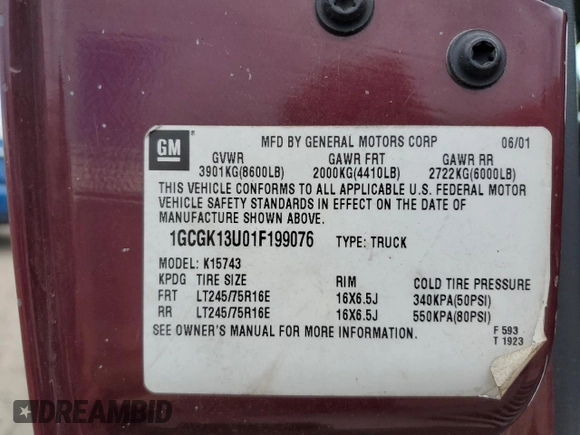 GM ®
MFD BY GENERAL MOTORS CORP 06/01
GVWR GAWR FRT GAWR RR
3901KG(8600LB) 2000KG(4410LB) 2722KG(6000LB)
THIS VEHICLE CONFORMS TO ALL APPLICABLE U.S. FEDERAL MOTOR
VEHICLE SAFETY STANDARDS IN EFFECT ON THE DATE OF
MANUFACTURE SHOWN ABOVE.
1GCGK13U01F199076 TYPE: TRUCK
MODEL: K15743
KPDG TIRE SIZE RIM COLD TIRE PRESSURE
FRT LT245/75R16E 16X6.5J 340KPA(50PSI)
RR LT245/75R16E 16X6.5J 550KPA(80PSI)
SEE OWNER'S MANUAL FOR MORE INFORMATION.
F 593
T 1923
DREAMBID